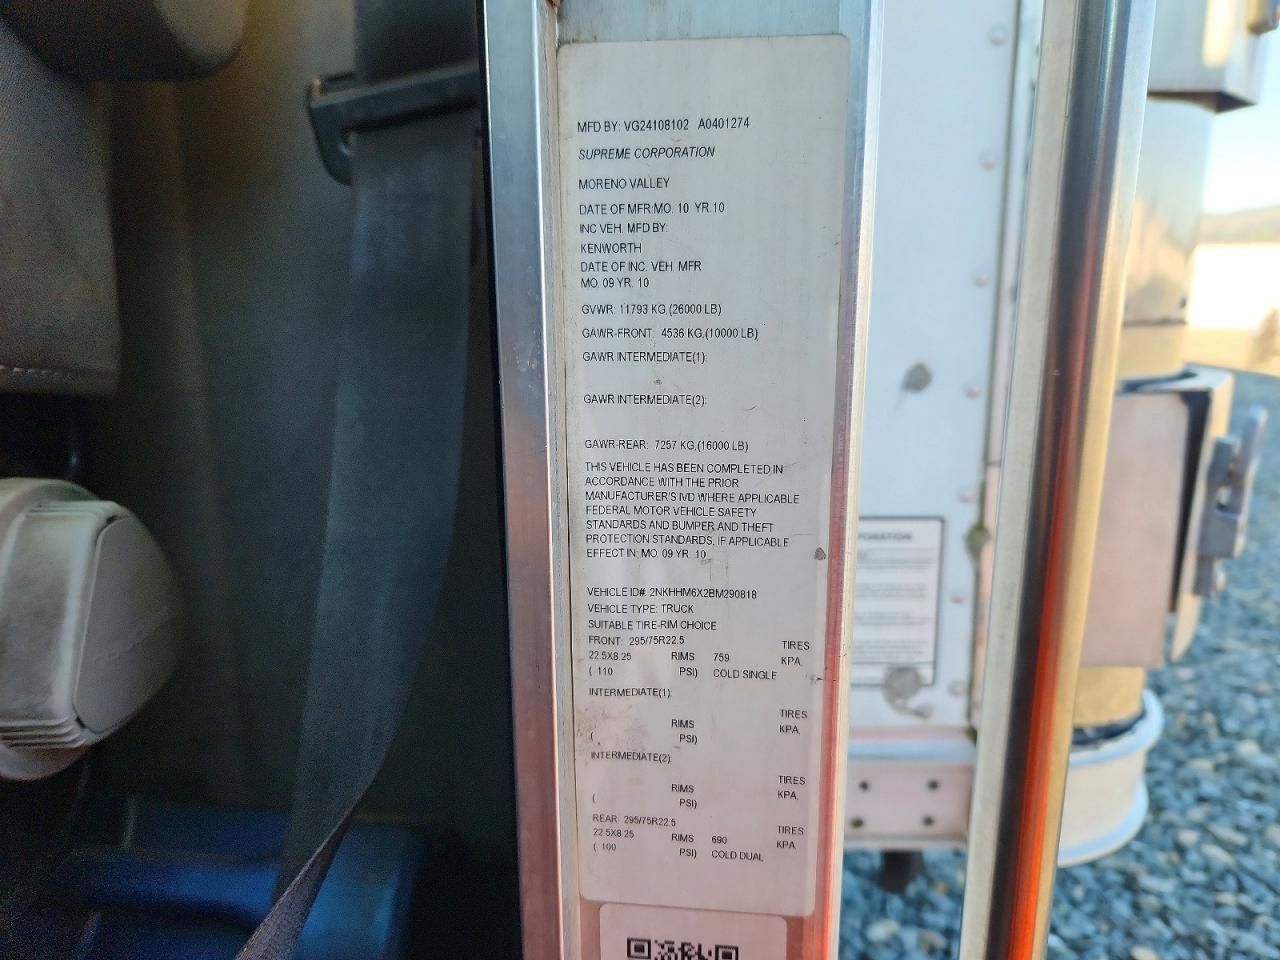 MFD BY: VG24108102 A0401274
SUPREME CORPORATION
MORENO VALLEY
DATE OF MFR:MO. 10 YR.10
INC VEH. MFD BY:
KENWORTH
DATE OF INC. VEH. MFR
MO. 09 YR. 10
GVWR: 11793 KG,(26000 LB)
GAWR-FRONT: 4536 KG,(10000 LB)
GAWR INTERMEDIATE(1):
GAWR INTERMEDIATE(2):
GAWR-REAR: 7257 KG,(16000 LB)
THIS VEHICLE HAS BEEN COMPLETED IN
ACCORDANCE WITH THE PRIOR
MANUFACTURER'S IVD WHERE APPLICABLE
FEDERAL MOTOR VEHICLE SAFETY
STANDARDS AND BUMPER AND THEFT
PROTECTION STANDARDS, IF APPLICABLE
EFFECT IN: MO. 09 YR. 10
VEHICLE ID#: 2NKHHM6X2BM290818
VEHICLE TYPE: TRUCK
SUITABLE TIRE-RIM CHOICE
FRONT: 295/75R22.5 TIRES
22.5X8.25 RIMS 759 KPA,
( 110 PSI) COLD SINGLE
INTERMEDIATE(1):
TIRES
RIMS KPA,
( PSI)
INTERMEDIATE(2):
TIRES
RIMS KPA,
( PSI)
REAR: 295/75R22.5 TIRES
22.5X8.25 RIMS 690 KPA
( 100 PSI) COLD DUAL
PORATION